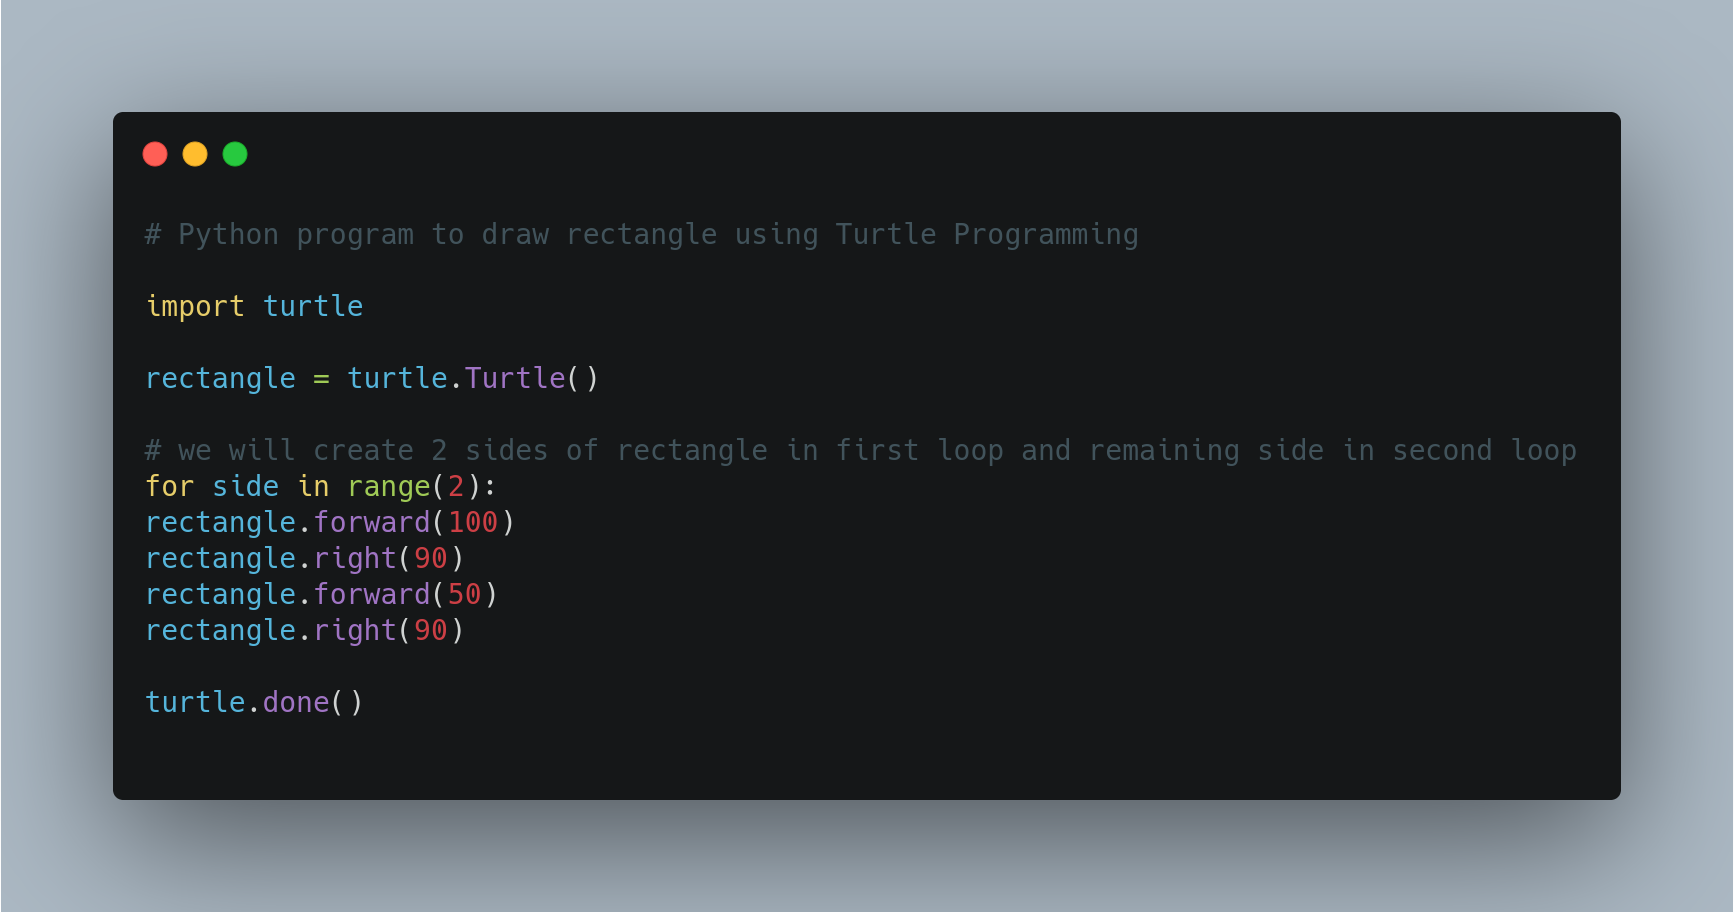 # Python program to draw rectangle using Turtle Programming
import turtle
rectangle = turtle.Turtle()
# we will create 2 sides of rectangle in first loop and remaining side in second loop
for side in range(2):
rectangle.forward(100)
rectangle.right(90)
rectangle.forward(50)
rectangle.right(90)
turtle.done()